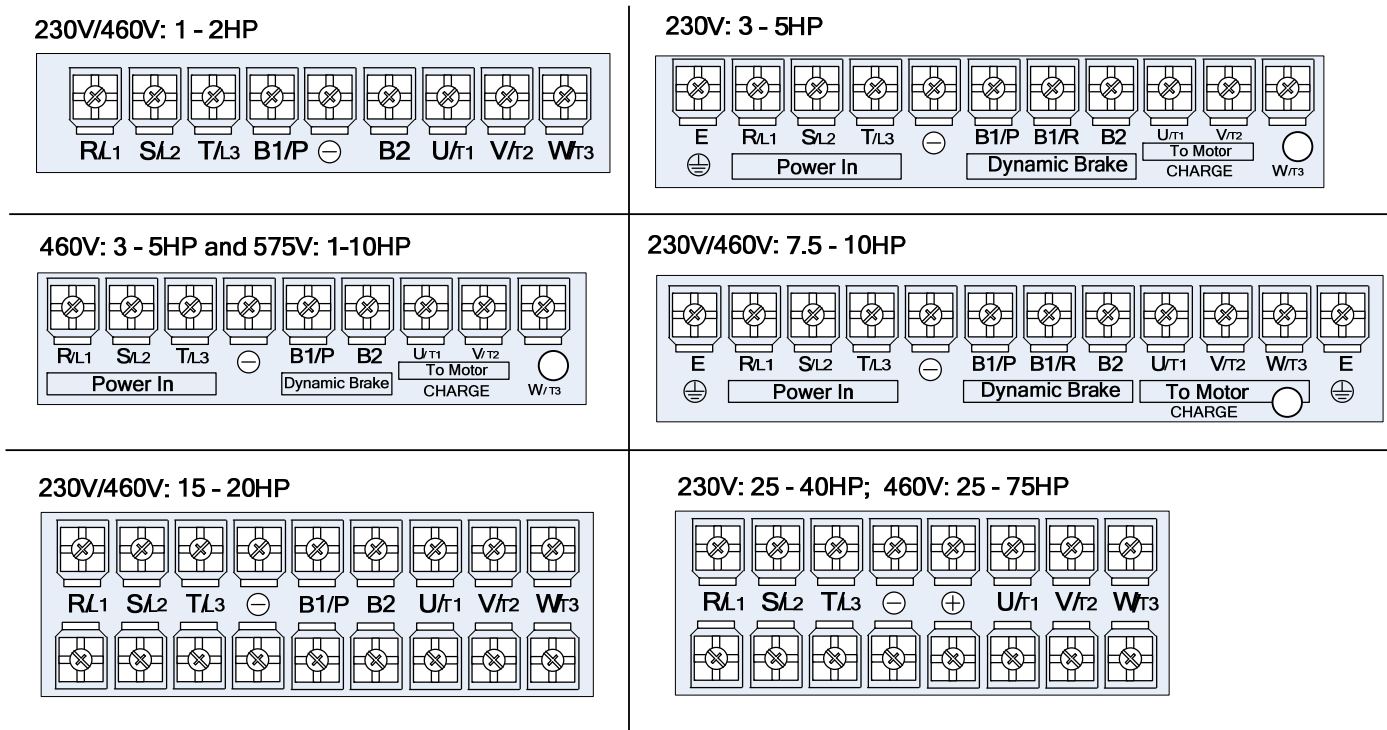 230V/460V: 1 - 2HP
R/L1 S/L2 T/L3 B1/P ⊖ B2 U/T1 V/T2 W/T3
230V: 3 - 5HP
E R/L1 S/L2 T/L3 ⊖ B1/P B1/R B2 U/T1 V/T2
Power In Dynamic Brake To Motor
CHARGE W/T3
460V: 3 - 5HP and 575V: 1-10HP
R/L1 S/L2 T/L3 ⊖ B1/P B2 U/T1 V/T2
Power In Dynamic Brake To Motor
CHARGE W/T3
230V/460V: 7.5 - 10HP
E R/L1 S/L2 T/L3 ⊖ B1/P B1/R B2 U/T1 V/T2 W/T3 E
Power In Dynamic Brake To Motor
CHARGE
230V/460V: 15 - 20HP
R/L1 S/L2 T/L3 ⊖ B1/P B2 U/T1 V/T2 W/T3
230V: 25 - 40HP; 460V: 25 - 75HP
R/L1 S/L2 T/L3 ⊖ ⊕ U/T1 V/T2 W/T3